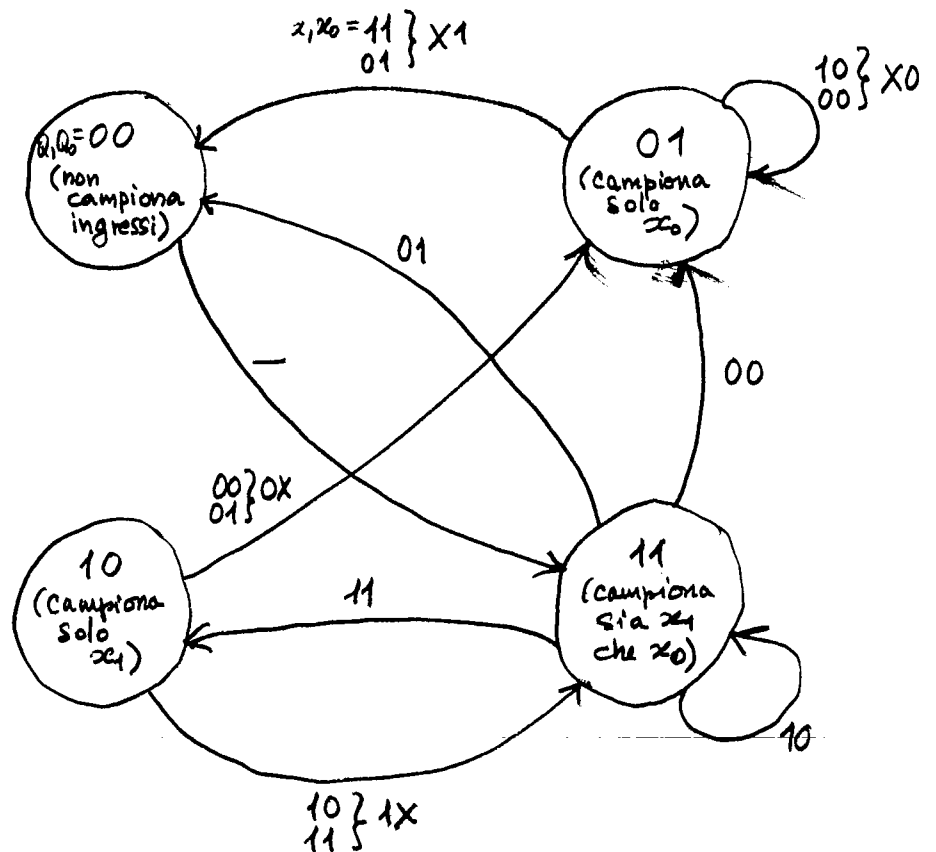 x₁x₀ = 11 } X1
01
10 } X0
00
Q₁Q₀=00
(non
campiona
ingressi)
01
(campiona
solo
x₀)
01
—
00
00 } 0X
01
10
(campiona
solo
x₁)
11
11
(campiona
sia x₁
che x₀)
10
10 } 1X
11